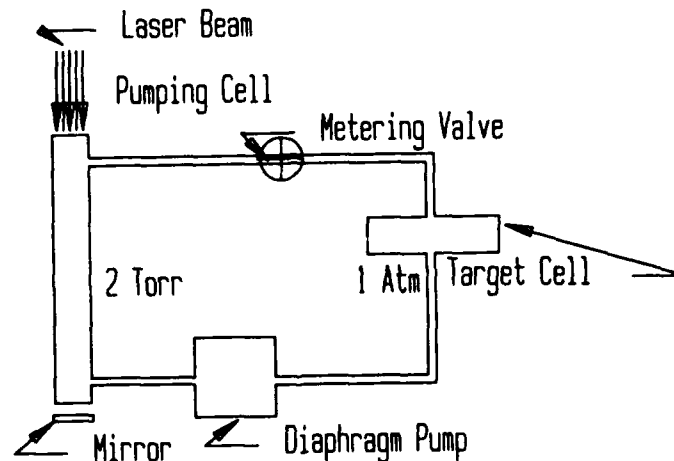 Laser Beam
Pumping Cell
Metering Valve
2 Torr
1 Atm
Target Cell
Mirror
Diaphragm Pump